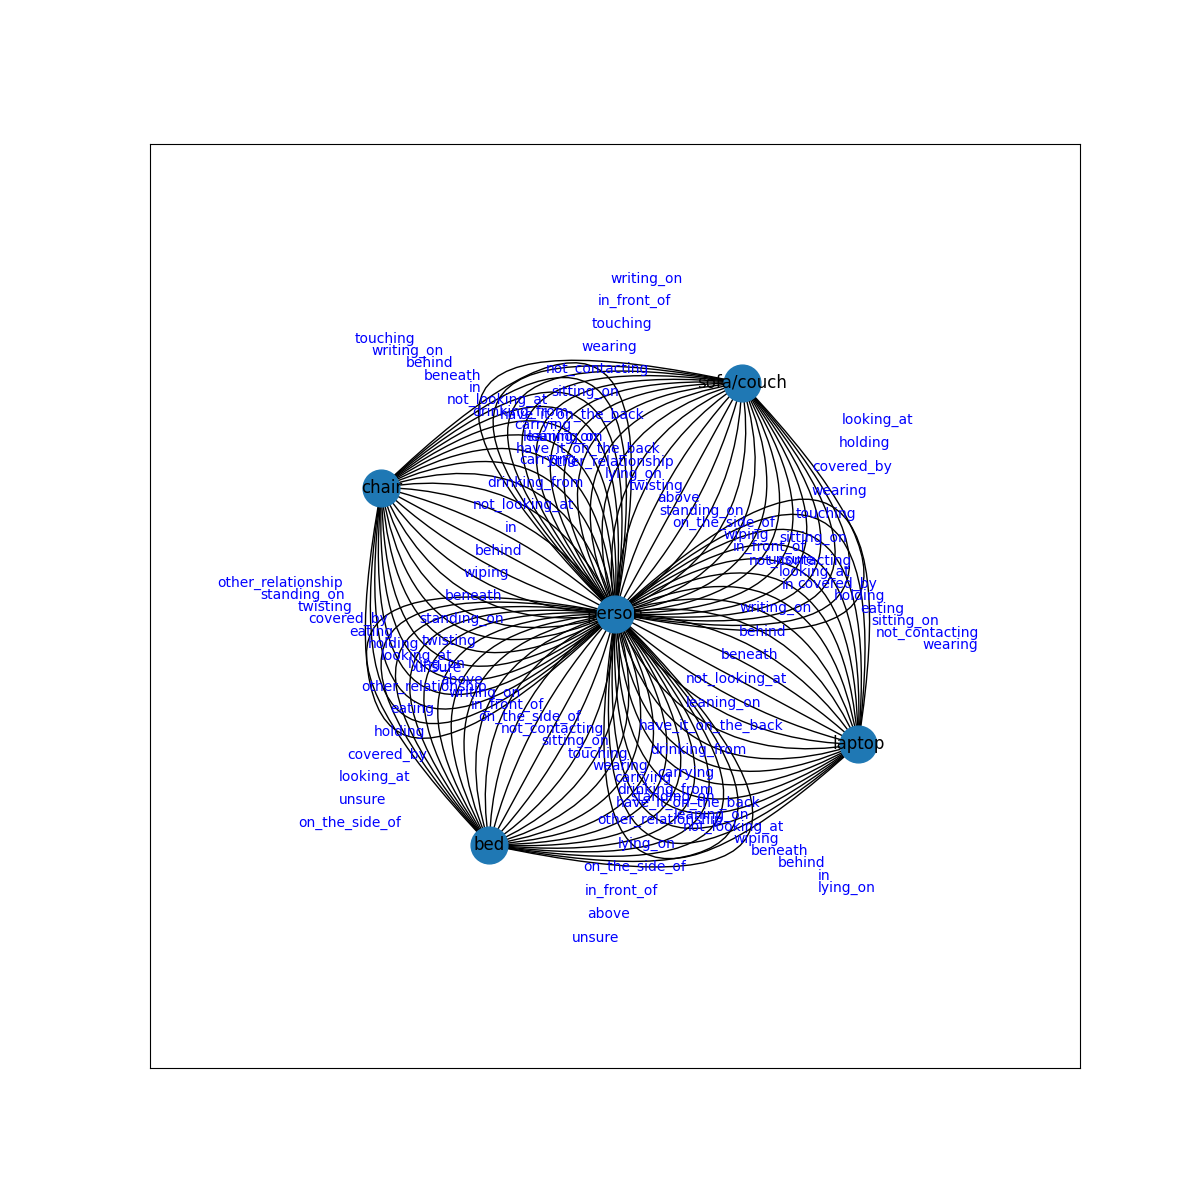 writing_on
in_front_of
touching
wearing
touching
writing_on
behind
not_contacting
beneath
sofa/couch
in
sitting_on
not_looking_at
drinking_from
have_it_on_the_back
looking_at
carrying
leaning_on
holding
have_it_on_the_back
carrying
other_relationship
covered_by
lying_on
drinking_from
twisting
chair
wearing
above
not_looking_at
standing_on
touching
on_the_side_of
in
wiping
sitting_on
in_front_of
behind
not_contacting
unsure
looking_at
wiping
other_relationship
in
covered_by
standing_on
beneath
holding
twisting
writing_on
eating
person
covered_by
standing_on
sitting_on
eating
behind
not_contacting
holding
twisting
wearing
looking_at
beneath
lying_on
unsure
above
not_looking_at
other_relationship
writing_on
in_front_of
leaning_on
eating
on_the_side_of
have_it_on_the_back
not_contacting
holding
sitting_on
laptop
covered_by
touching
drinking_from
wearing
carrying
looking_at
carrying
drinking_from
standing_on
unsure
have_it_on_the_back
leaning_on
on_the_side_of
other_relationship
not_looking_at
wiping
bed
lying_on
beneath
behind
on_the_side_of
in
in_front_of
lying_on
above
unsure